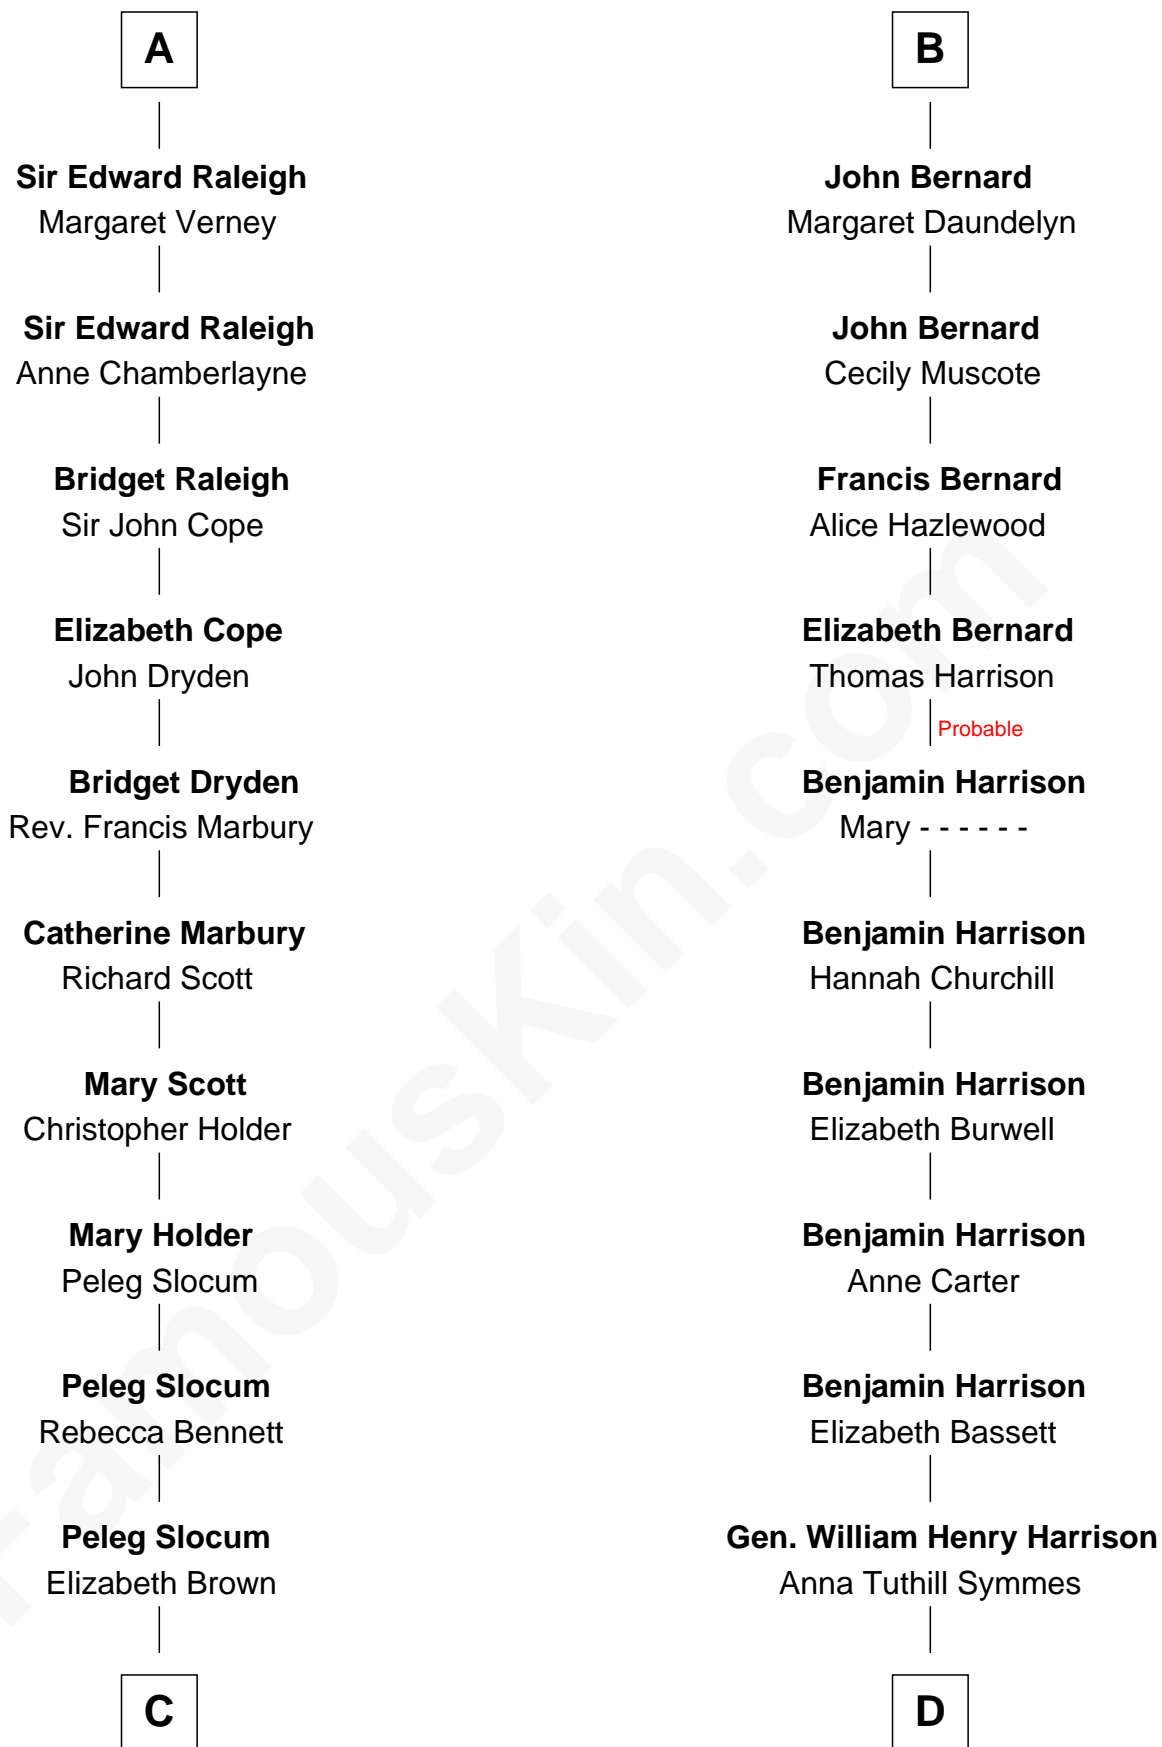 A
Sir Edward Raleigh
Margaret Verney
Sir Edward Raleigh
Anne Chamberlayne
Bridget Raleigh
Sir John Cope
Elizabeth Cope
John Dryden
Bridget Dryden
Rev. Francis Marbury
Catherine Marbury
Richard Scott
Mary Scott
Christopher Holder
Mary Holder
Peleg Slocum
Peleg Slocum
Rebecca Bennett
Peleg Slocum
Elizabeth Brown
C
B
John Bernard
Margaret Daundelyn
John Bernard
Cecily Muscote
Francis Bernard
Alice Hazlewood
Elizabeth Bernard
Thomas Harrison
Probable
Benjamin Harrison
Mary - - - - - -
Benjamin Harrison
Hannah Churchill
Benjamin Harrison
Elizabeth Burwell
Benjamin Harrison
Anne Carter
Benjamin Harrison
Elizabeth Bassett
Gen. William Henry Harrison
Anna Tuthill Symmes
D
FamousKin.com